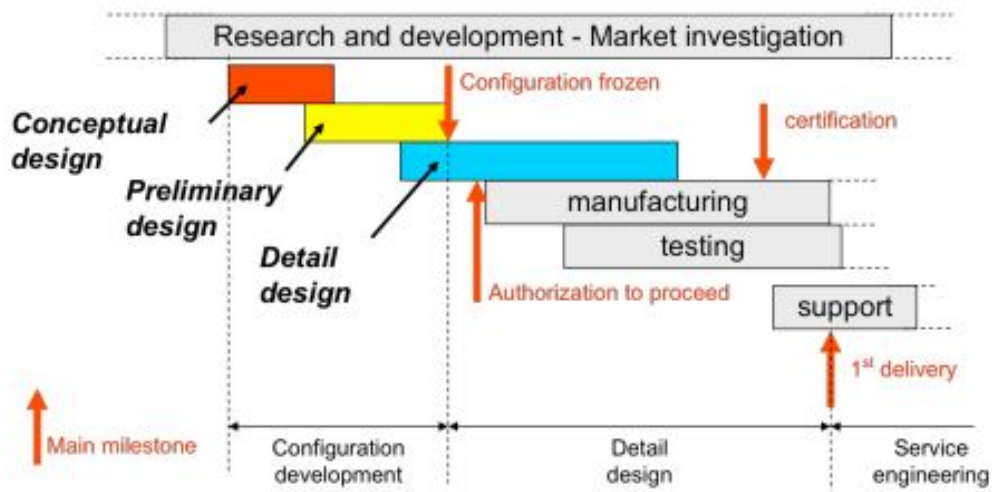 Research and development - Market investigation
Configuration frozen
Conceptual
design
certification
Preliminary
design
manufacturing
testing
Detail
design
Authorization to proceed
support
1st delivery
Main milestone
Configuration
development
Detail
design
Service
engineering